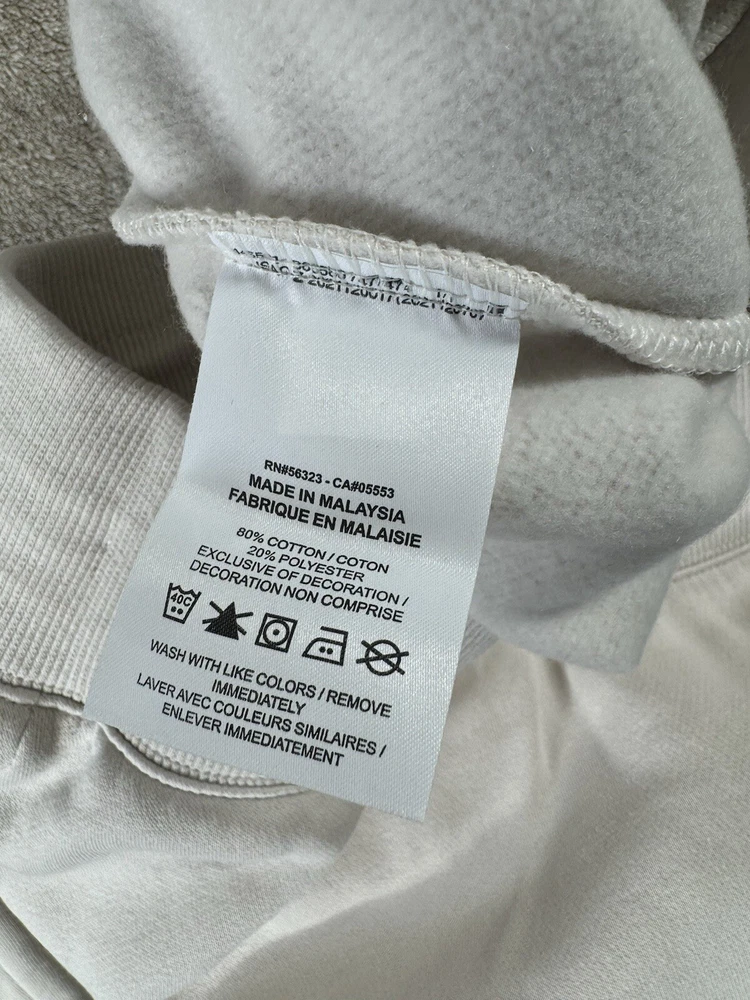 RN#56323 - CA#05553
MADE IN MALAYSIA
FABRIQUE EN MALAISIE
80% COTTON / COTON
20% POLYESTER
EXCLUSIVE OF DECORATION /
DECORATION NON COMPRISE
40C
WASH WITH LIKE COLORS / REMOVE
IMMEDIATELY
LAVER AVEC COULEURS SIMILAIRES /
ENLEVER IMMEDIATEMENT